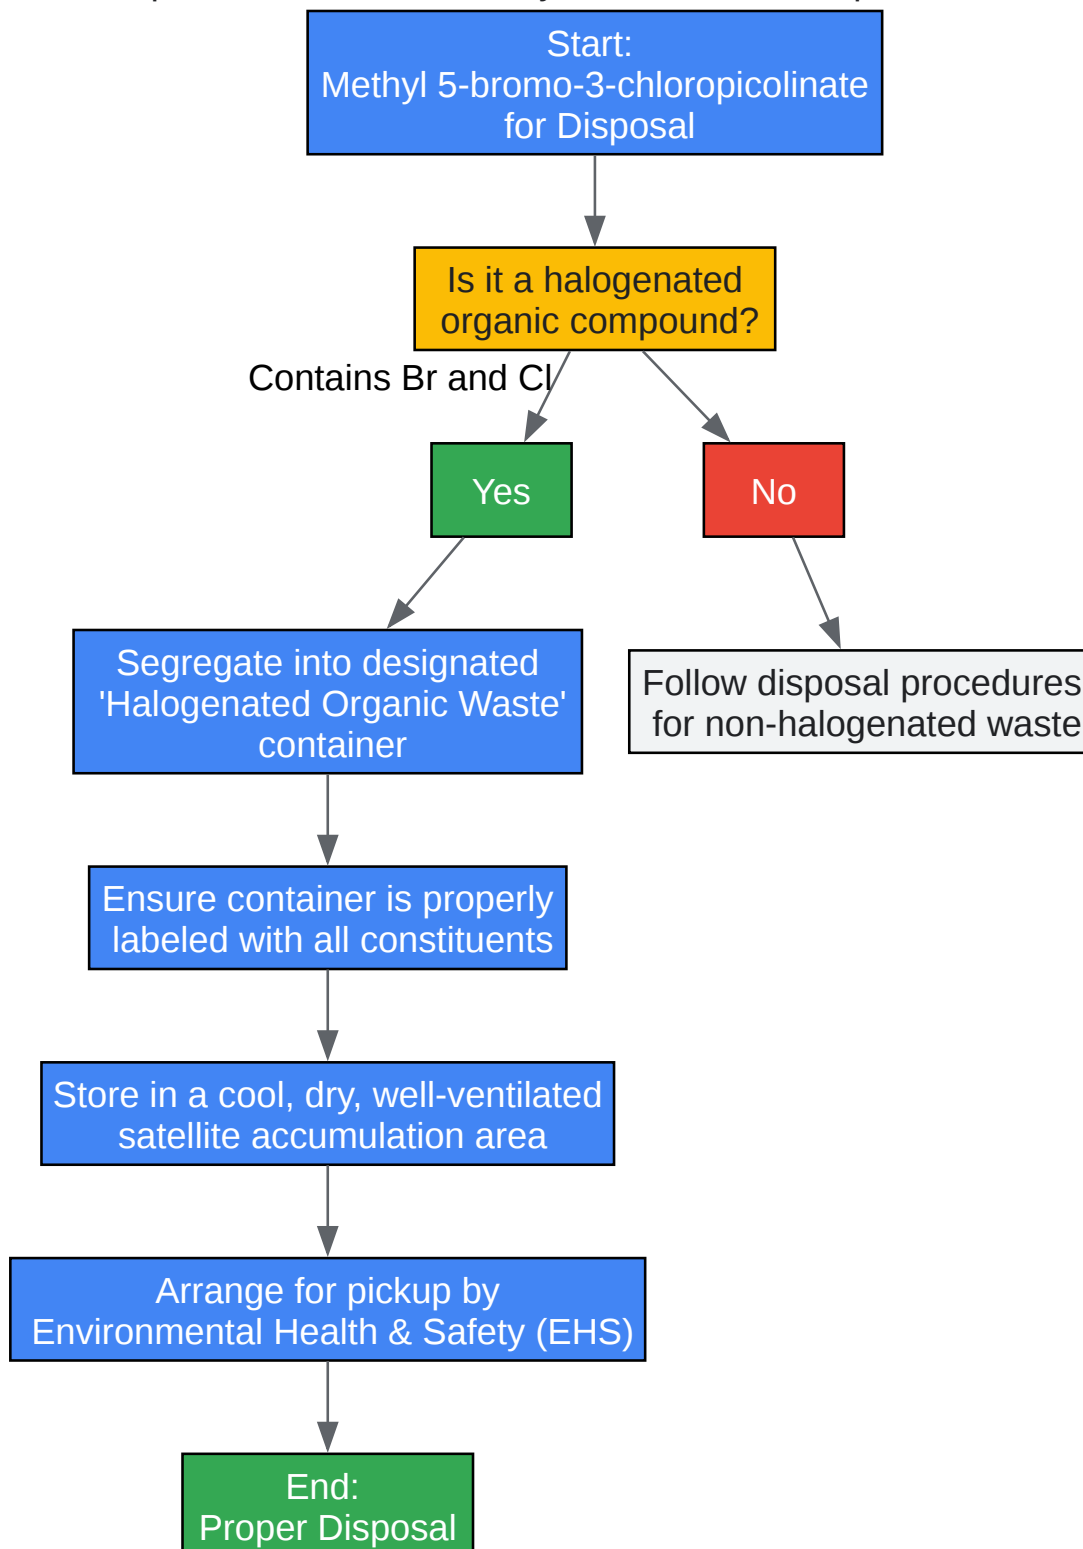 Start:
Methyl 5-bromo-3-chloropicolinate
for Disposal
Is it a halogenated
organic compound?
Contains Br and Cl
Yes
No
Segregate into designated
'Halogenated Organic Waste'
container
Follow disposal procedures
for non-halogenated waste
Ensure container is properly
labeled with all constituents
Store in a cool, dry, well-ventilated
satellite accumulation area
Arrange for pickup by
Environmental Health & Safety (EHS)
End:
Proper Disposal